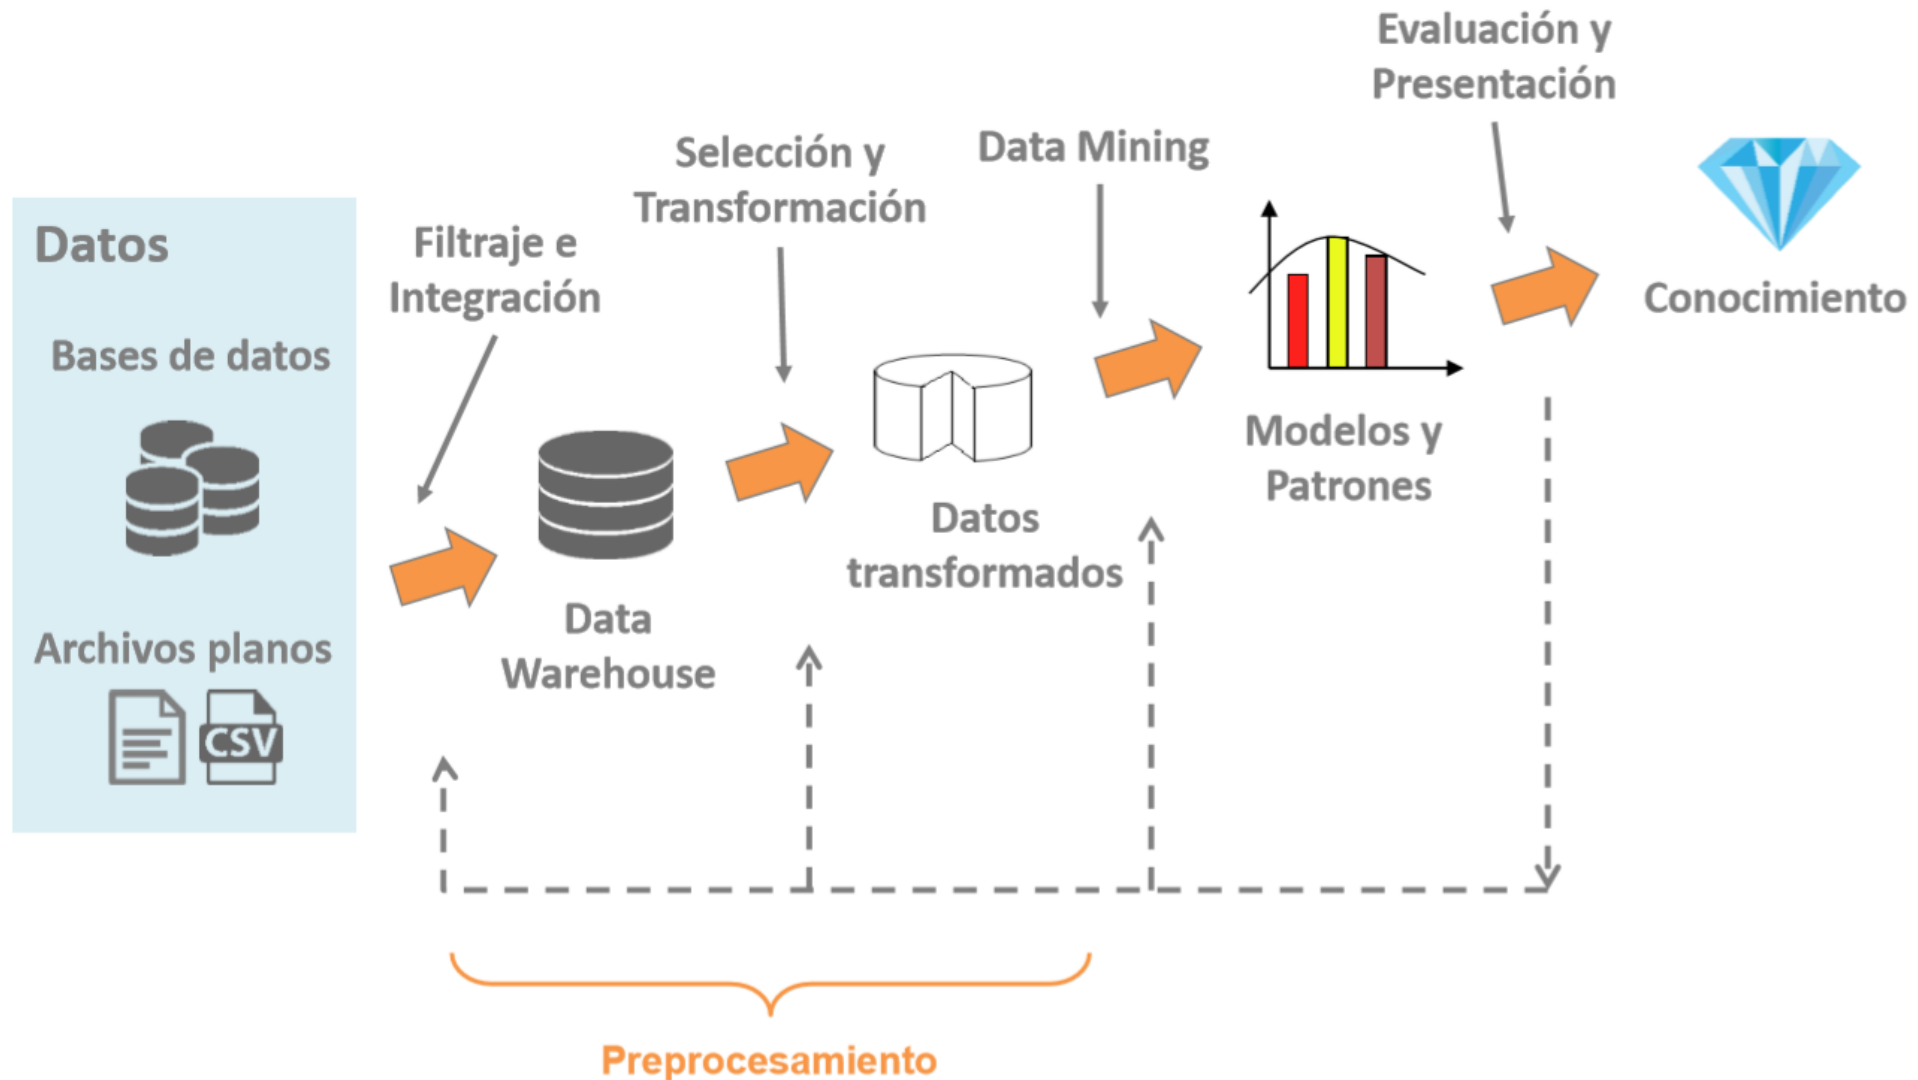 Datos
Bases de datos
Archivos planos
CSV
Filtraje e
Integración
Data
Warehouse
Selección y
Transformación
Datos
transformados
Data Mining
Modelos y
Patrones
Evaluación y
Presentación
Conocimiento
Preprocesamiento